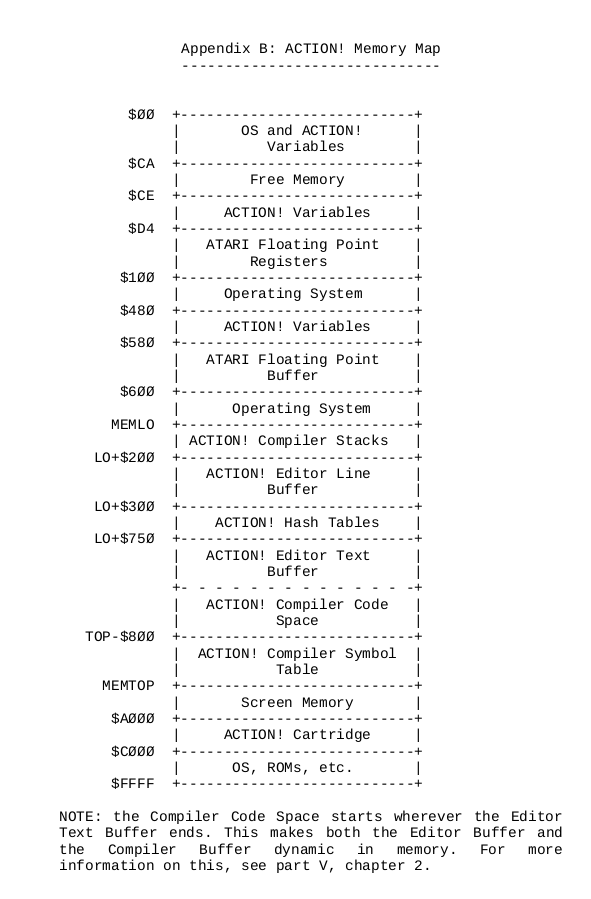 Appendix B: ACTION! Memory Map
------------------------------
$ØØ +---------------------------+
| OS and ACTION! |
| Variables |
$CA +---------------------------+
| Free Memory |
$CE +---------------------------+
| ACTION! Variables |
$D4 +---------------------------+
| ATARI Floating Point |
| Registers |
$1ØØ +---------------------------+
| Operating System |
$48Ø +---------------------------+
| ACTION! Variables |
$58Ø +---------------------------+
| ATARI Floating Point |
| Buffer |
$6ØØ +---------------------------+
| Operating System |
MEMLO +---------------------------+
| ACTION! Compiler Stacks |
LO+$2ØØ +---------------------------+
| ACTION! Editor Line |
| Buffer |
LO+$3ØØ +---------------------------+
| ACTION! Hash Tables |
LO+$75Ø +---------------------------+
| ACTION! Editor Text |
| Buffer |
+- - - - - - - - - - - - - -+
| ACTION! Compiler Code |
| Space |
TOP-$8ØØ +---------------------------+
| ACTION! Compiler Symbol |
| Table |
MEMTOP +---------------------------+
| Screen Memory |
$AØØØ +---------------------------+
| ACTION! Cartridge |
$CØØØ +---------------------------+
| OS, ROMs, etc. |
$FFFF +---------------------------+
NOTE: the Compiler Code Space starts wherever the Editor
Text Buffer ends. This makes both the Editor Buffer and
the Compiler Buffer dynamic in memory. For more
information on this, see part V, chapter 2.